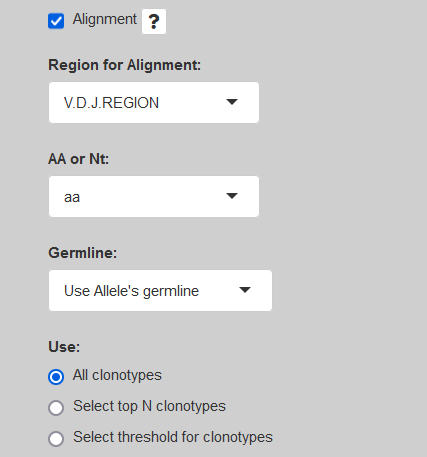 Alignment ?
Region for Alignment:
V.D.J.REGION
AA or Nt:
aa
Germline:
Use Allele's germline
Use:
All clonotypes
Select top N clonotypes
Select threshold for clonotypes